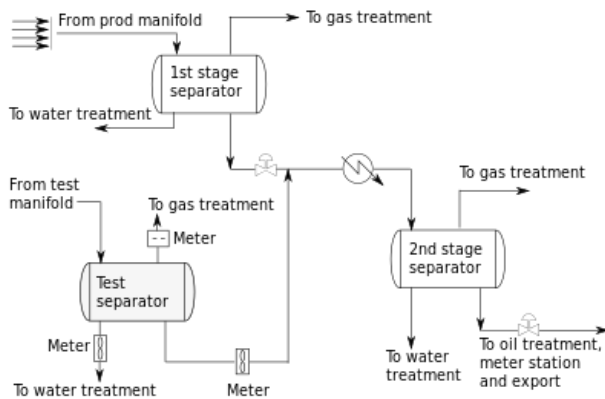 From prod manifold
To gas treatment
1st stage
separator
To water treatment
From test
manifold
To gas treatment
Meter
To gas treatment
2nd stage
separator
Test
separator
Meter
To water treatment
Meter
To water
treatment
To oil treatment,
meter station
and export